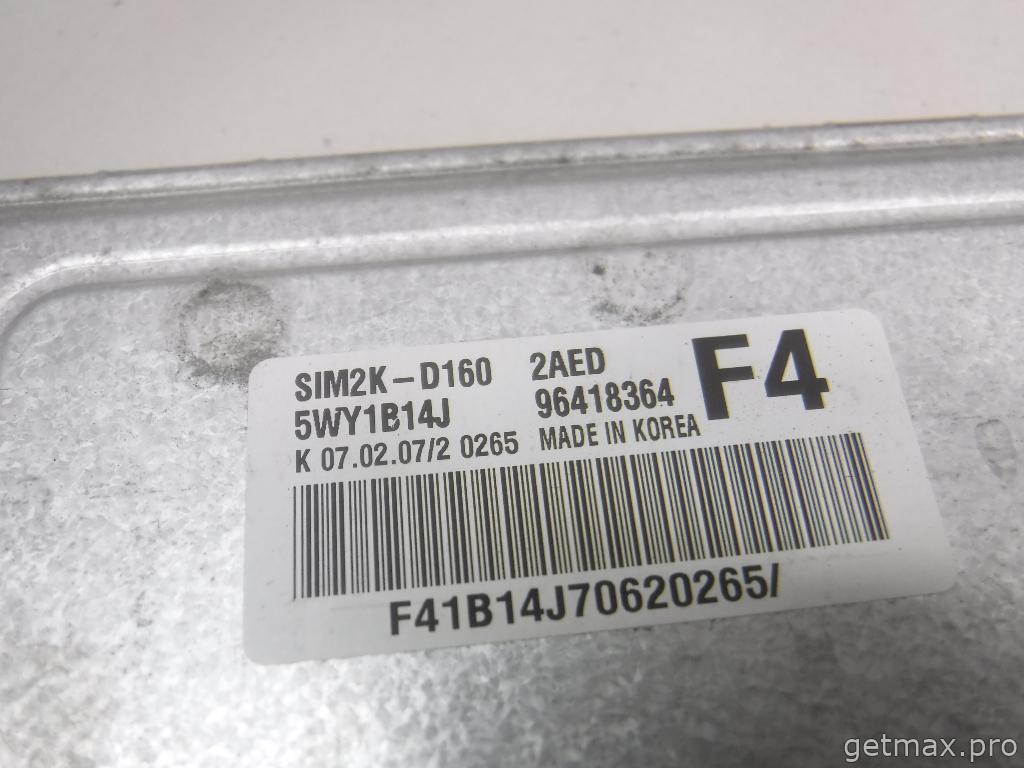 SIM2K-D160 2AED F4
5WY1B14J 96418364
K 07.02.07/2 0265 MADE IN KOREA
F41B14J70620265/
getmax.pro